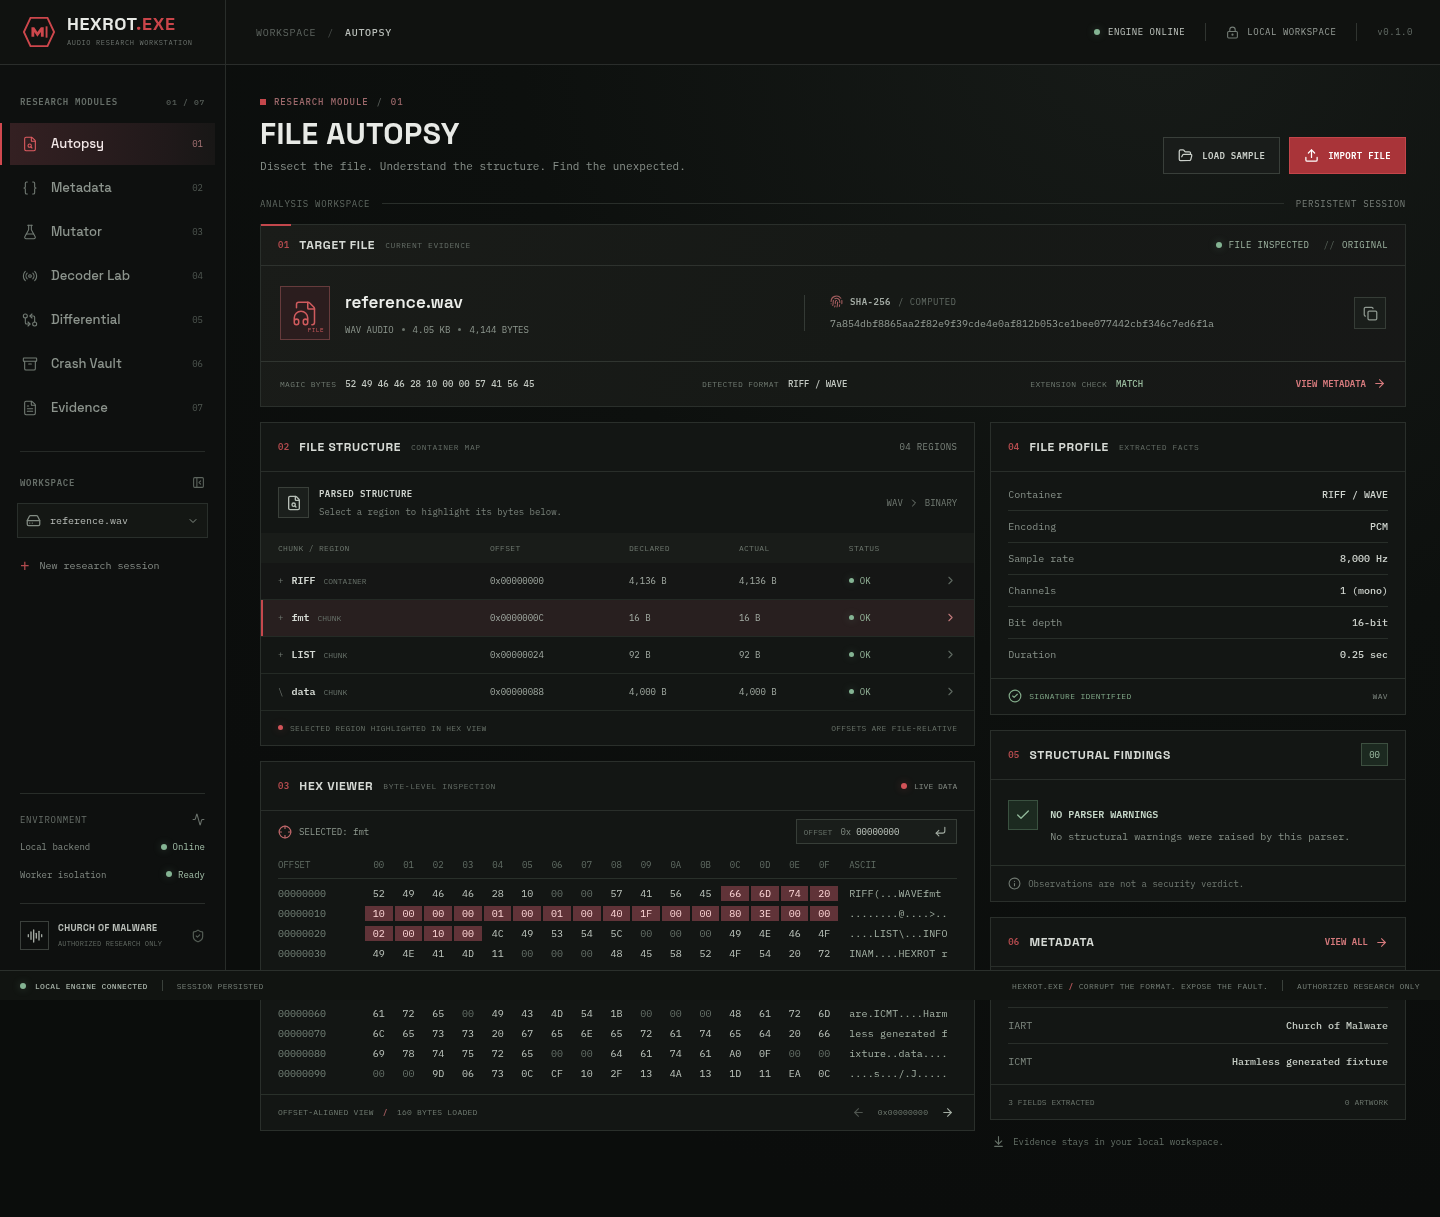 HEXROT.EXE
AUDIO RESEARCH WORKSTATION
WORKSPACE / AUTOPSY
ENGINE ONLINE
LOCAL WORKSPACE
v0.1.0
RESEARCH MODULES 01 / 07
Autopsy 01
Metadata 02
Mutator 03
Decoder Lab 04
Differential 05
Crash Vault 06
Evidence 07
WORKSPACE
reference.wav
+ New research session
ENVIRONMENT
Local backend Online
Worker isolation Ready
CHURCH OF MALWARE
AUTHORIZED RESEARCH ONLY
RESEARCH MODULE / 01
FILE AUTOPSY
Dissect the file. Understand the structure. Find the unexpected.
LOAD SAMPLE
IMPORT FILE
ANALYSIS WORKSPACE PERSISTENT SESSION
01 TARGET FILE CURRENT EVIDENCE FILE INSPECTED // ORIGINAL
FILE
reference.wav
WAV AUDIO • 4.05 KB • 4,144 BYTES
SHA-256 / COMPUTED
7a854dbf8865aa2f82e9f39cde4e0af812b053ce1bee077442cbf346c7ed6f1a
MAGIC BYTES 52 49 46 46 28 10 00 00 57 41 56 45 DETECTED FORMAT RIFF / WAVE EXTENSION CHECK MATCH VIEW METADATA →
02 FILE STRUCTURE CONTAINER MAP 04 REGIONS
PARSED STRUCTURE
Select a region to highlight its bytes below.
WAV > BINARY
CHUNK / REGION OFFSET DECLARED ACTUAL STATUS
+ RIFF CONTAINER 0x00000000 4,136 B 4,136 B OK >
+ fmt CHUNK 0x0000000C 16 B 16 B OK >
+ LIST CHUNK 0x00000024 92 B 92 B OK >
\ data CHUNK 0x00000088 4,000 B 4,000 B OK >
SELECTED REGION HIGHLIGHTED IN HEX VIEW OFFSETS ARE FILE-RELATIVE
03 HEX VIEWER BYTE-LEVEL INSPECTION LIVE DATA
SELECTED: fmt OFFSET 0x 00000000
OFFSET 00 01 02 03 04 05 06 07 08 09 0A 0B 0C 0D 0E 0F ASCII
00000000 52 49 46 46 28 10 00 00 57 41 56 45 66 6D 74 20 RIFF(...WAVEfmt
00000010 10 00 00 00 01 00 01 00 40 1F 00 00 80 3E 00 00 ........@....>..
00000020 02 00 10 00 4C 49 53 54 5C 00 00 00 49 4E 46 4F ....LIST\...INFO
00000030 49 4E 41 4D 11 00 00 00 48 45 58 52 4F 54 20 72 INAM....HEXROT r
00000060 61 72 65 00 49 43 4D 54 1B 00 00 00 48 61 72 6D are.ICMT....Harm
00000070 6C 65 73 73 20 67 65 6E 65 72 61 74 65 64 20 66 less generated f
00000080 69 78 74 75 72 65 00 00 64 61 74 61 A0 0F 00 00 ixture..data....
00000090 00 00 9D 06 73 0C CF 10 2F 13 4A 13 1D 11 EA 0C ....s.../.J.....
OFFSET-ALIGNED VIEW / 160 BYTES LOADED ← 0x00000000 →
04 FILE PROFILE EXTRACTED FACTS
Container RIFF / WAVE
Encoding PCM
Sample rate 8,000 Hz
Channels 1 (mono)
Bit depth 16-bit
Duration 0.25 sec
SIGNATURE IDENTIFIED WAV
05 STRUCTURAL FINDINGS 00
NO PARSER WARNINGS
No structural warnings were raised by this parser.
Observations are not a security verdict.
06 METADATA VIEW ALL →
IART Church of Malware
ICMT Harmless generated fixture
3 FIELDS EXTRACTED 0 ARTWORK
Evidence stays in your local workspace.
LOCAL ENGINE CONNECTED SESSION PERSISTED HEXROT.EXE / CORRUPT THE FORMAT. EXPOSE THE FAULT. AUTHORIZED RESEARCH ONLY